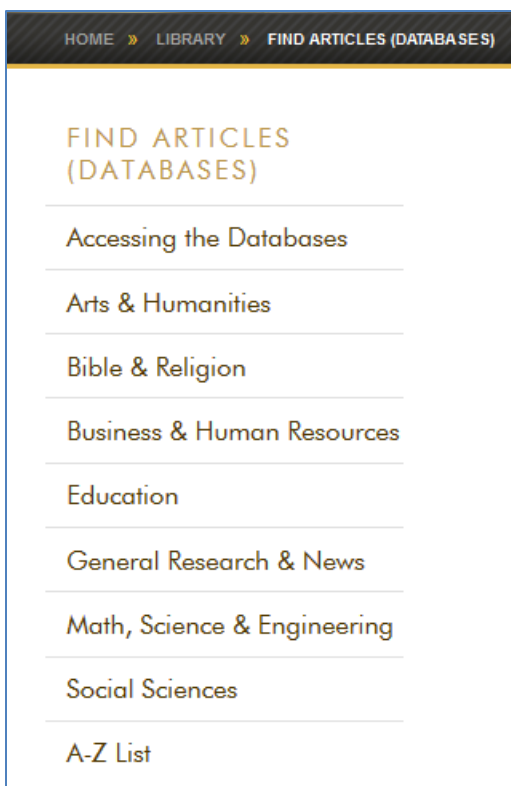 HOME » LIBRARY » FIND ARTICLES (DATABASES)
FIND ARTICLES
(DATABASES)
Accessing the Databases
Arts & Humanities
Bible & Religion
Business & Human Resources
Education
General Research & News
Math, Science & Engineering
Social Sciences
A-Z List